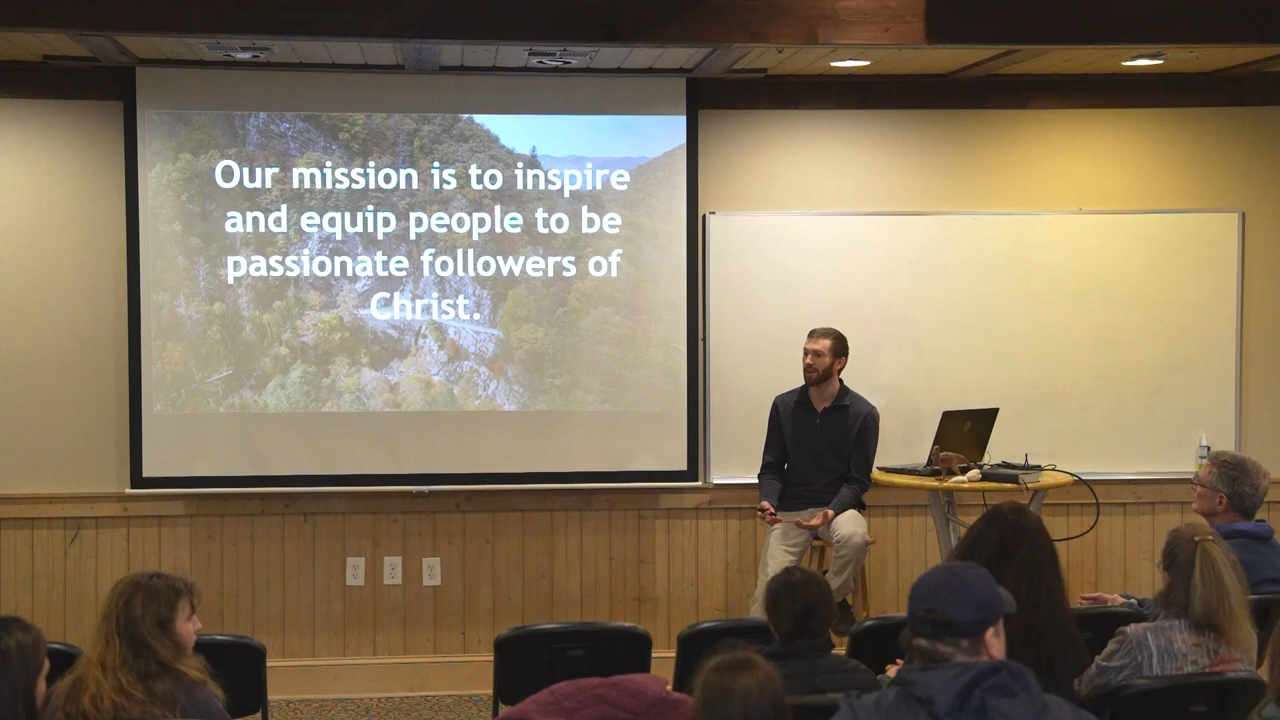 Our mission is to inspire
and equip people to be
passionate followers of
Christ.